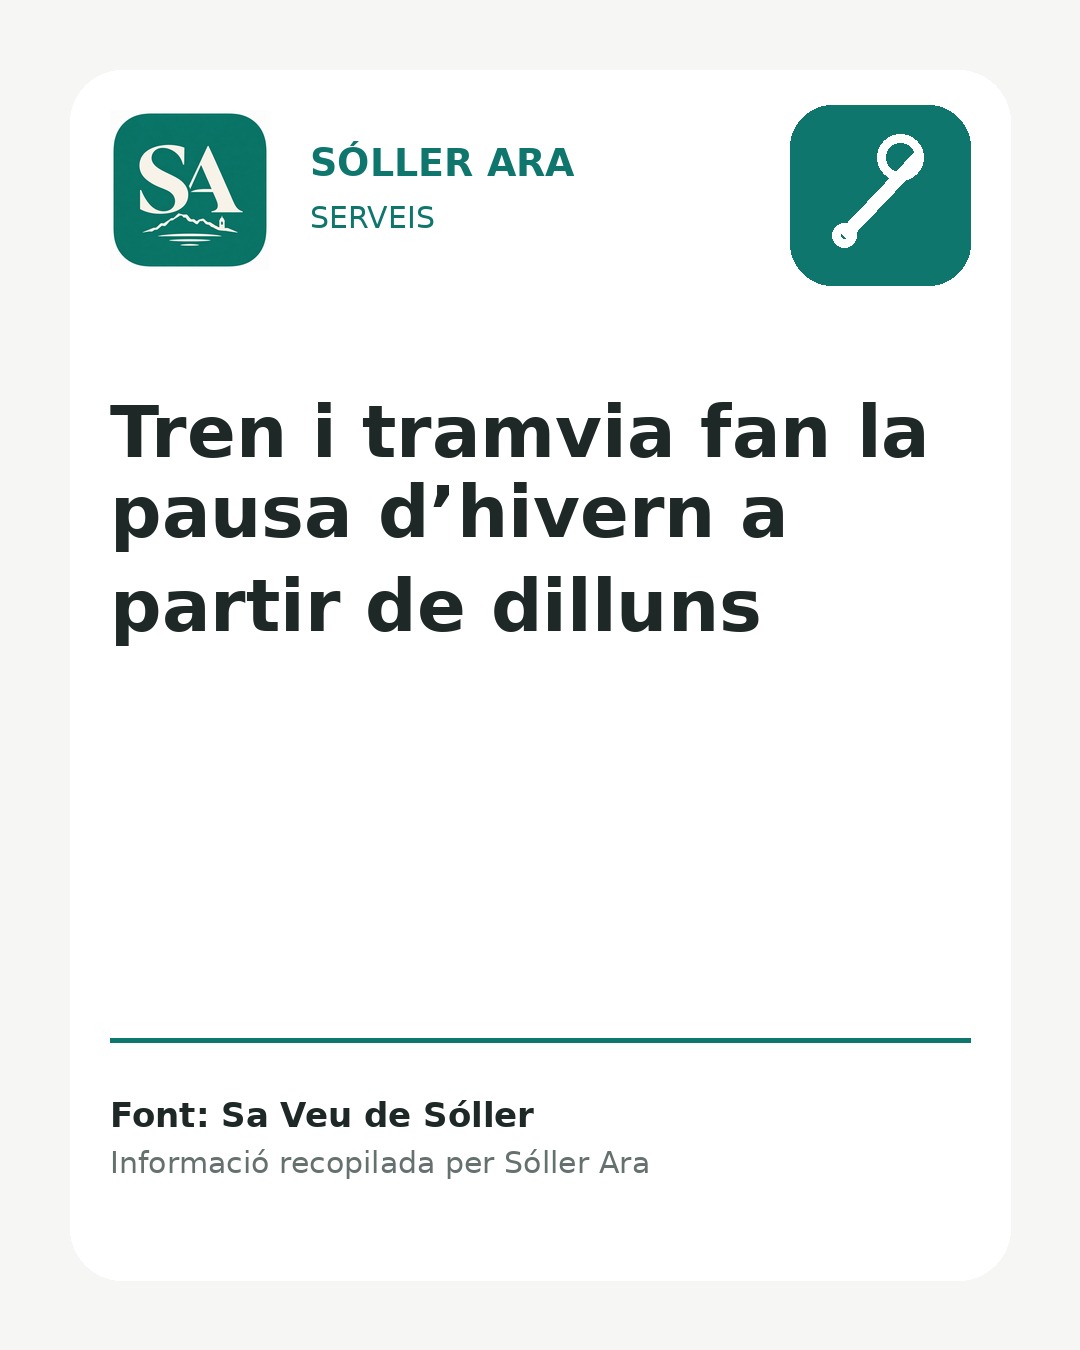 SA
SÓLLER ARA
SERVEIS
Tren i tramvia fan la
pausa d’hivern a
partir de dilluns
Font: Sa Veu de Sóller
Informació recopilada per Sóller Ara